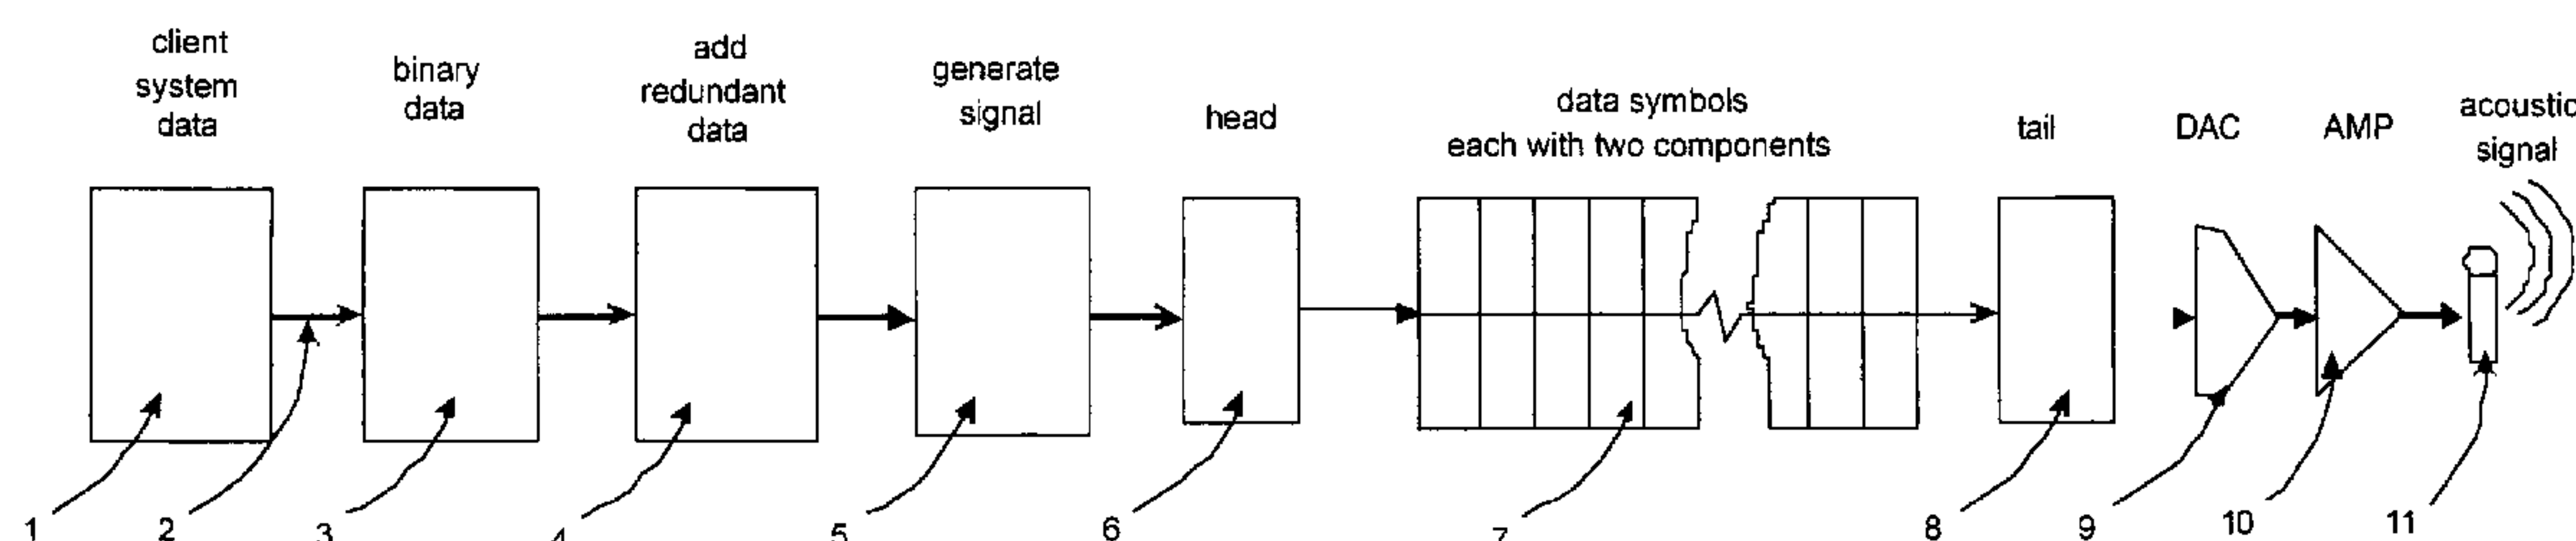 client
system
data
binary
data
add
redundant
data
generate
signal
head
data symbols
each with two components
tail
DAC
AMP
acoustic
signal
1
2
3
4
5
6
7
8
9
10
11